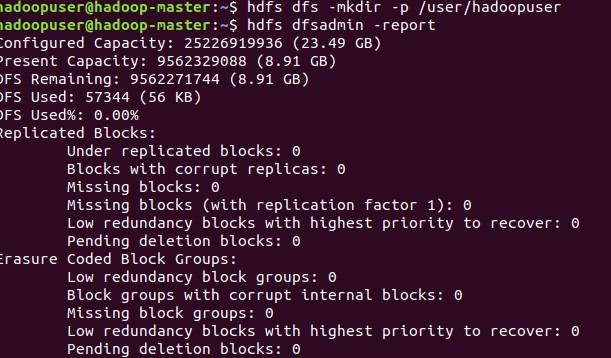 hadoopuser@hadoop-master:~$ hdfs dfs -mkdir -p /user/hadoopuser
hadoopuser@hadoop-master:~$ hdfs dfsadmin -report
Configured Capacity: 25226919936 (23.49 GB)
Present Capacity: 9562329088 (8.91 GB)
DFS Remaining: 9562271744 (8.91 GB)
DFS Used: 57344 (56 KB)
DFS Used%: 0.00%
Replicated Blocks:
Under replicated blocks: 0
Blocks with corrupt replicas: 0
Missing blocks: 0
Missing blocks (with replication factor 1): 0
Low redundancy blocks with highest priority to recover: 0
Pending deletion blocks: 0
Erasure Coded Block Groups:
Low redundancy block groups: 0
Block groups with corrupt internal blocks: 0
Missing block groups: 0
Low redundancy blocks with highest priority to recover: 0
Pending deletion blocks: 0